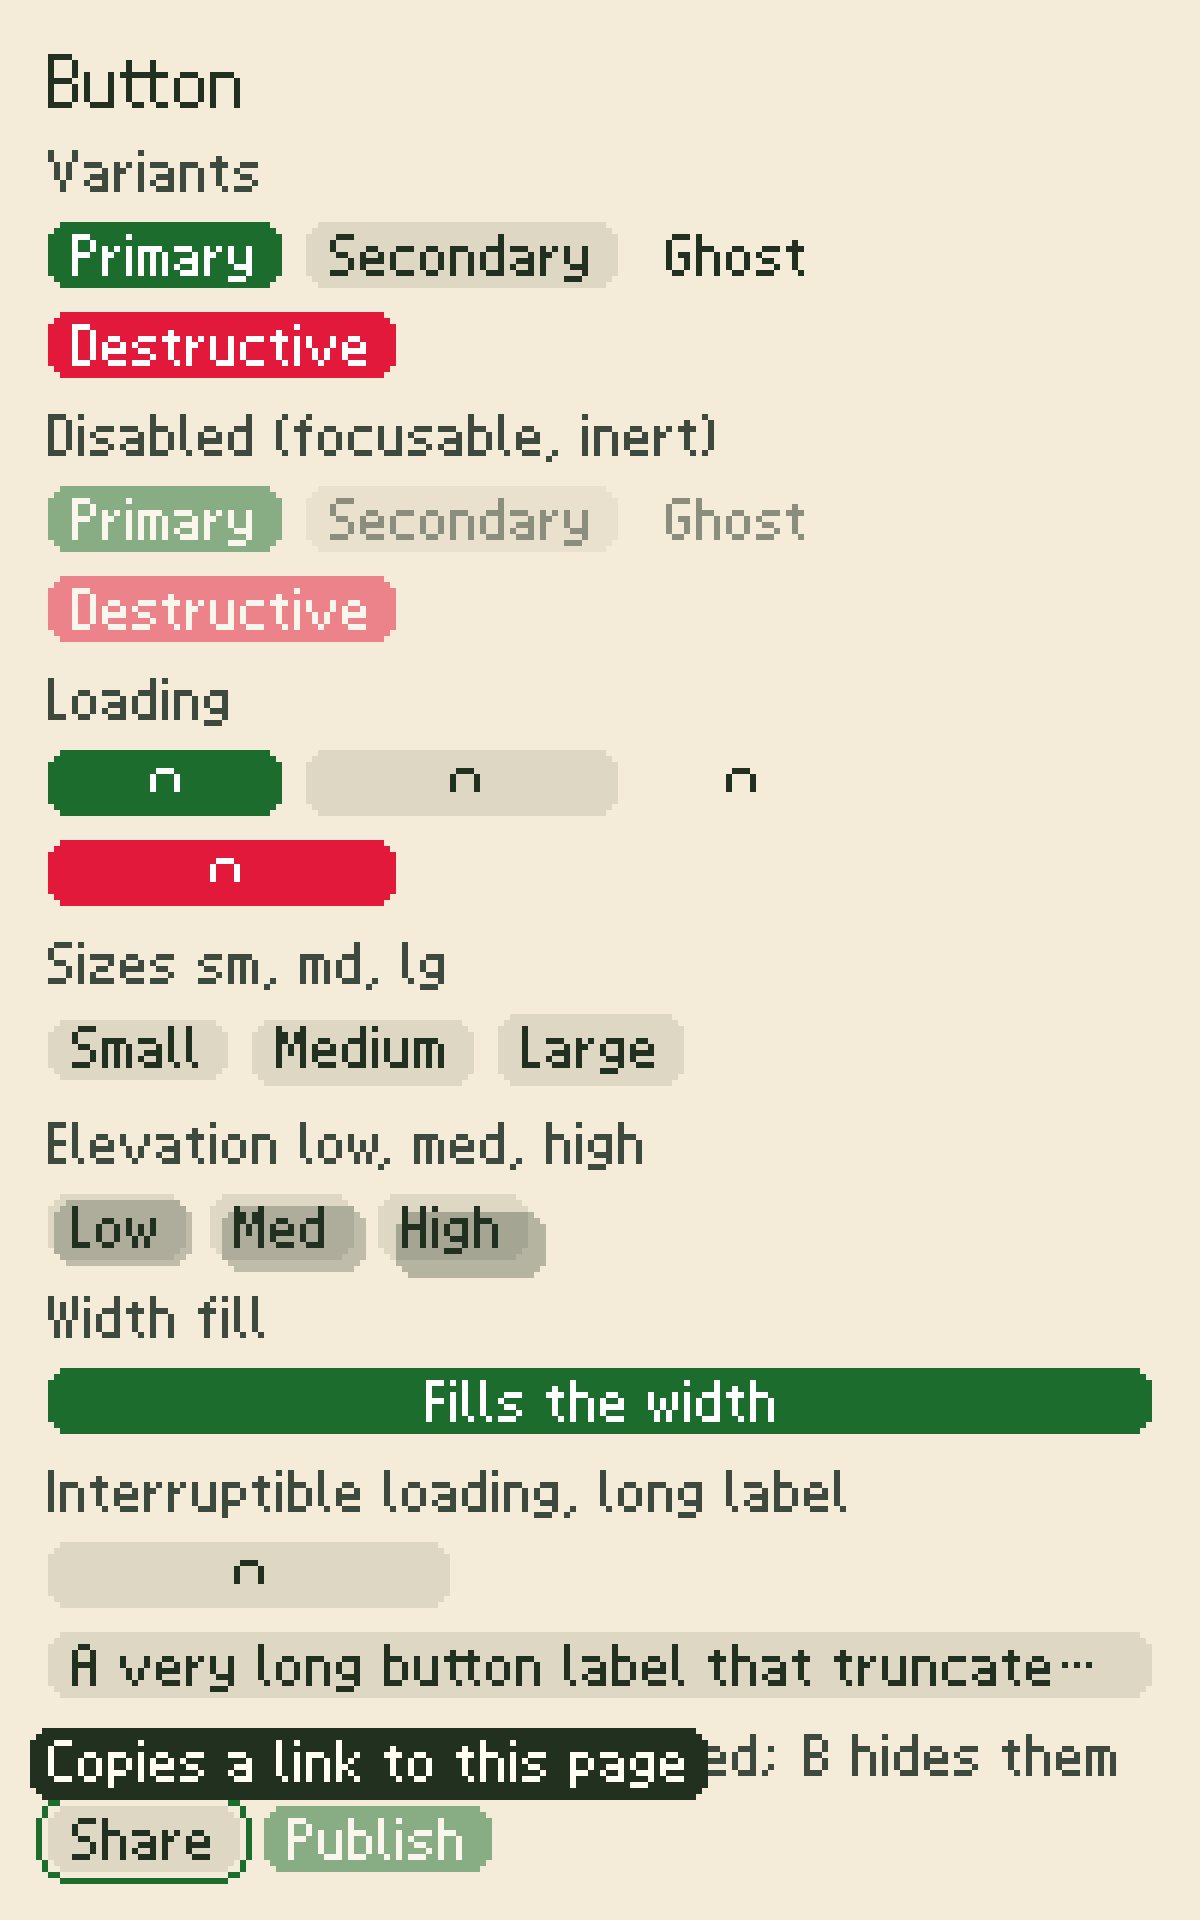 Button
Variants
Primary Secondary Ghost
Destructive
Disabled (focusable, inert)
Primary Secondary Ghost
Destructive
Loading
Sizes sm, md, lg
Small Medium Large
Elevation low, med, high
Low Med High
Width fill
Fills the width
Interruptible loading, long label
A very long button label that truncate…
Copies a link to this page
; B hides them
Share Publish